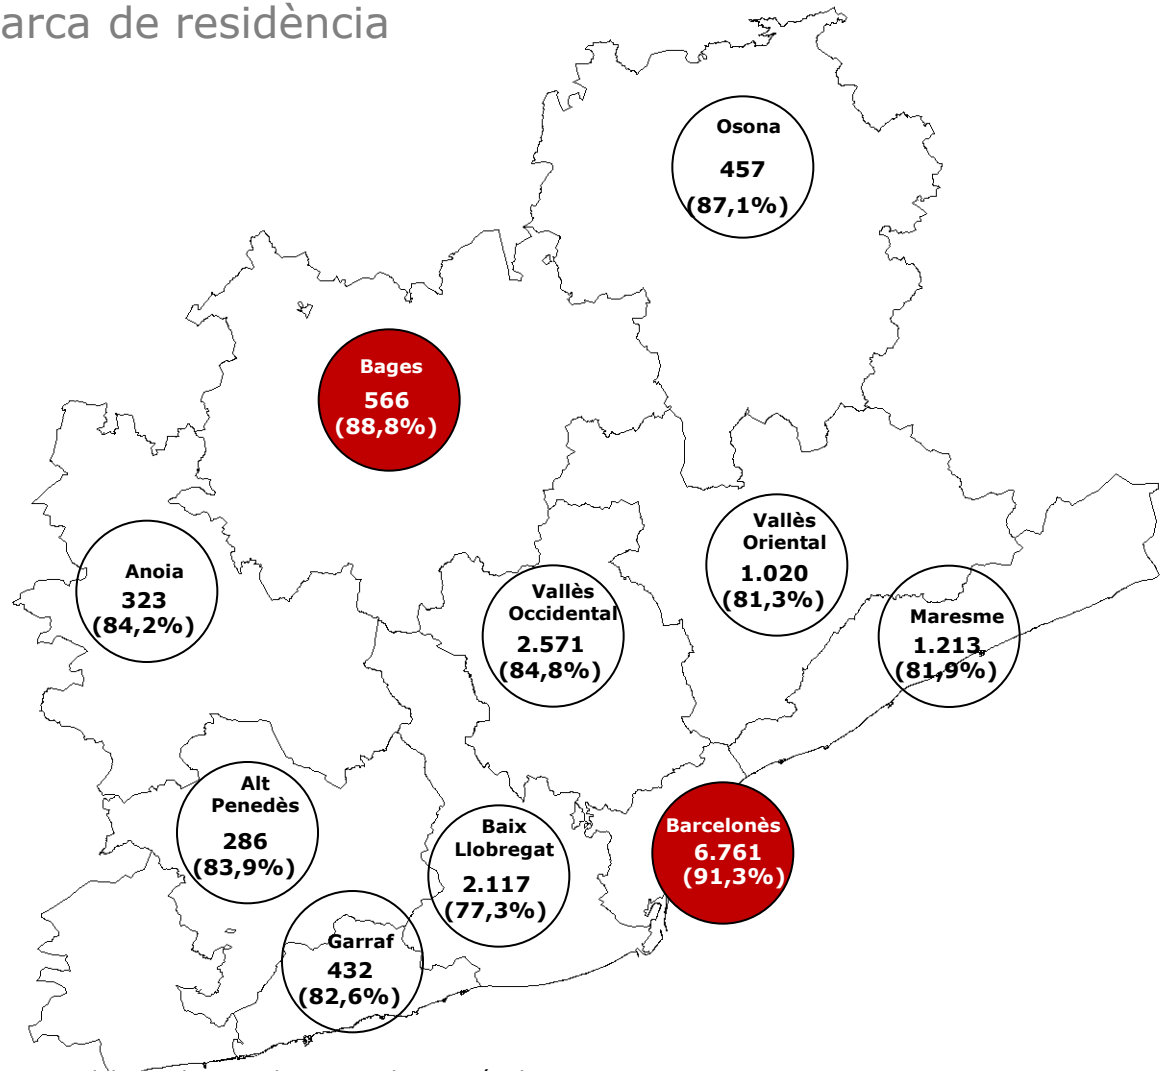 arca de residència
Osona
457
(87,1%)
Bages
566
(88,8%)
Vallès
Oriental
1.020
(81,3%)
Anoia
323
(84,2%)
Vallès
Occidental
2.571
(84,8%)
Maresme
1.213
(81,9%)
Alt
Penedès
286
(83,9%)
Baix
Llobregat
2.117
(77,3%)
Barcelonès
6.761
(91,3%)
Garraf
432
(82,6%)